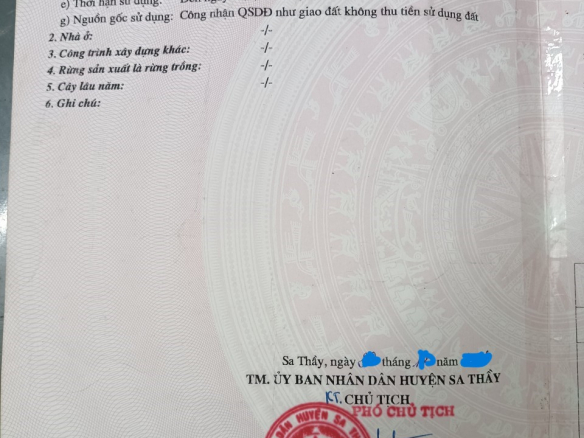 e) Thời hạn sử dụng:
g) Nguồn gốc sử dụng: Công nhận QSDĐ như giao đất không thu tiền sử dụng đất
2. Nhà ở: -/-
3. Công trình xây dựng khác: -/-
4. Rừng sản xuất là rừng trồng: -/-
5. Cây lâu năm: -/-
6. Ghi chú:
Sa Thầy, ngày tháng năm
TM. ỦY BAN NHÂN DÂN HUYỆN SA THẦY
KT. CHỦ TỊCH
PHÓ CHỦ TỊCH
DÂN HUYỆN SA